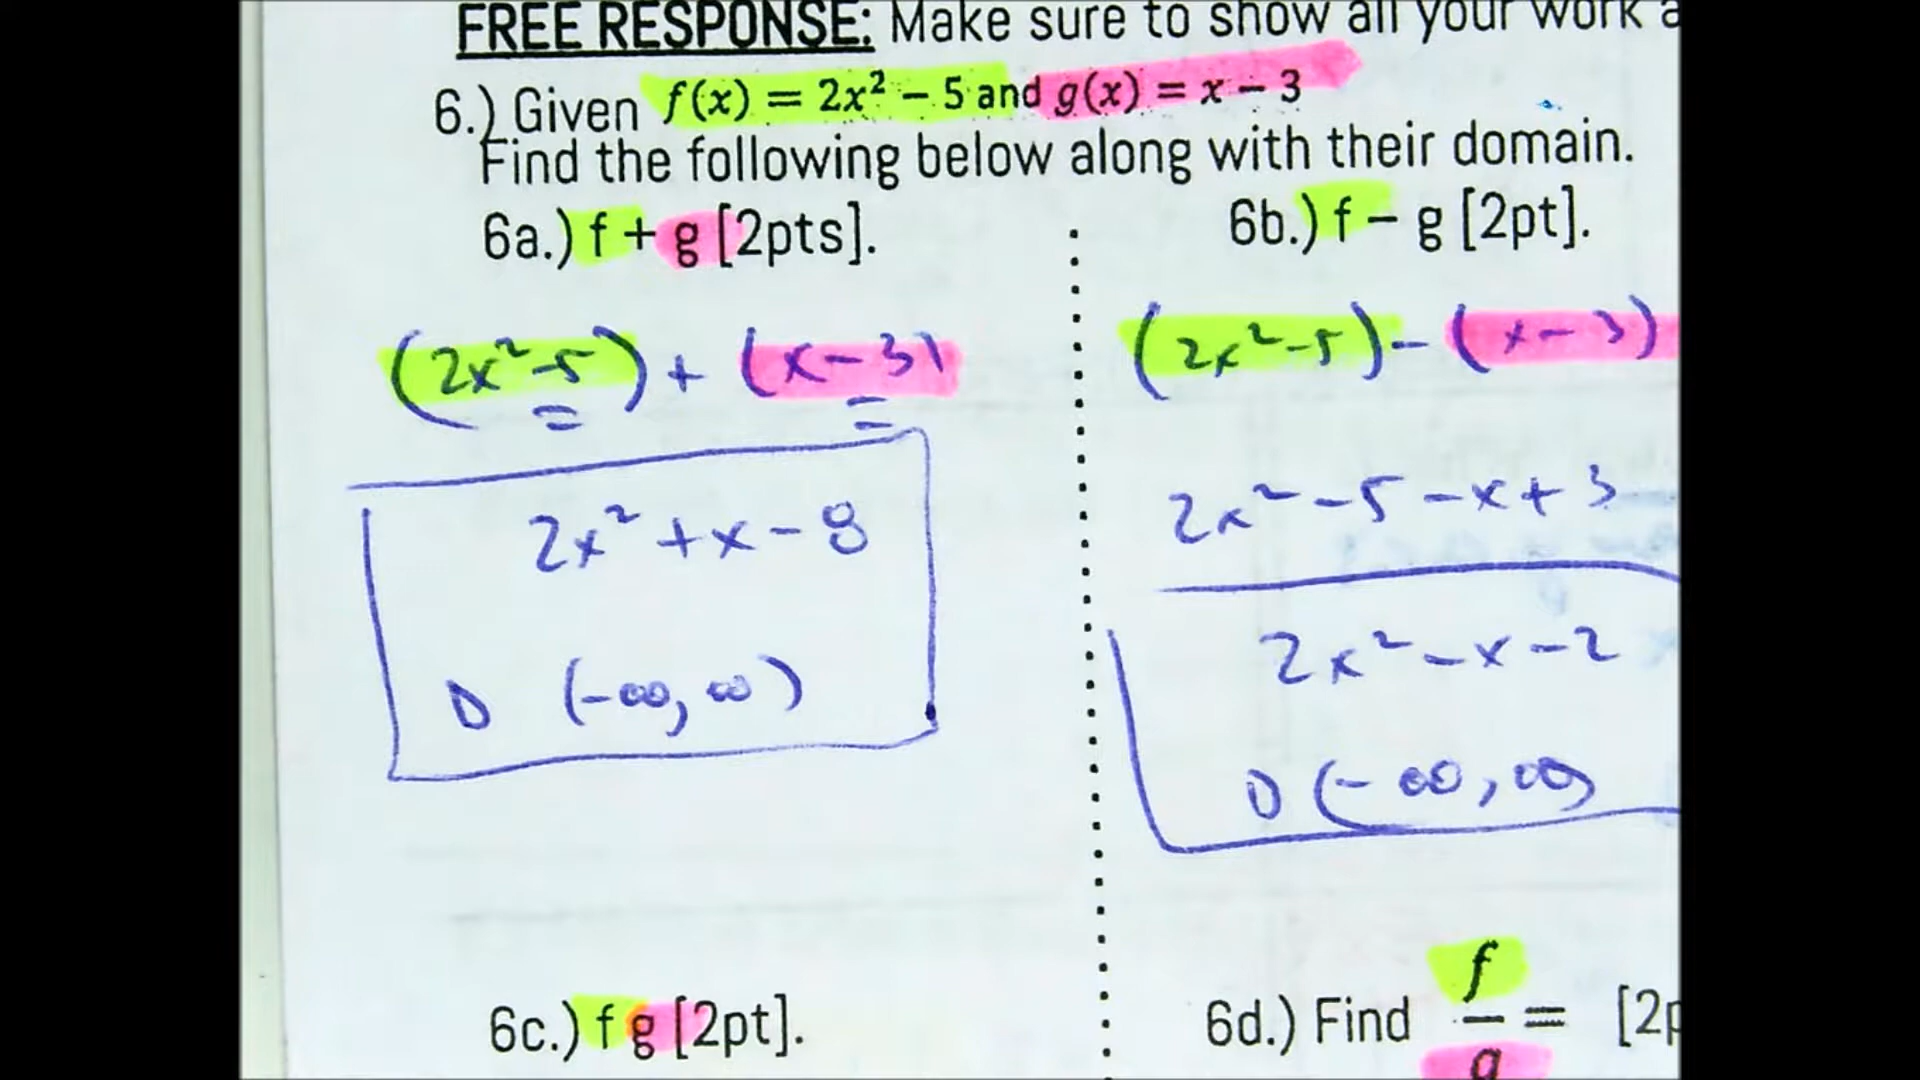 FREE RESPONSE: Make sure to show all your work a
6.) Given f(x) = 2x² − 5 and g(x) = x − 3
Find the following below along with their domain.
6a.) f + g [2pts].
(2x²-5) + (x-3)
2x² + x - 8
D (-∞, ∞)
6b.) f − g [2pt].
(2x²-5) - (x-3)
2x² - 5 - x + 3
2x² - x - 2
D (-∞, ∞)
6c.) f g [2pt].
6d.) Find f/g = [2p